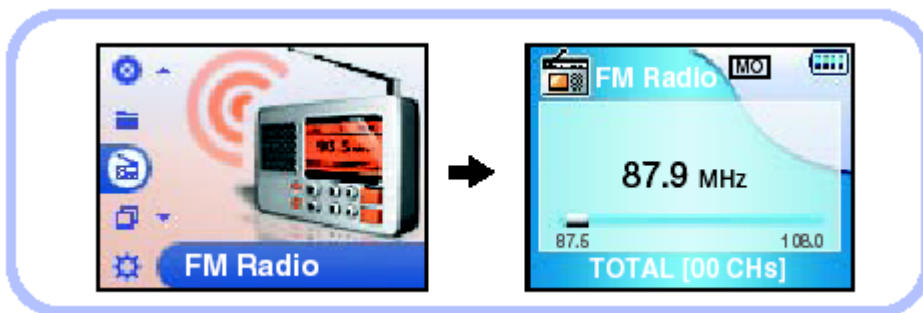 93.5
FM Radio
FM Radio MO
87.9 MHz
87.5 108.0
TOTAL [00 CHs]